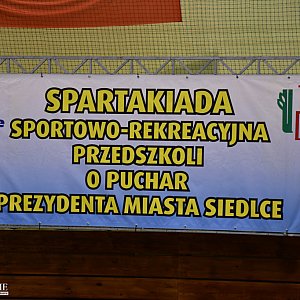 SPARTAKIADA
SPORTOWO-REKREACYJNA
PRZEDSZKOLI
O PUCHAR
PREZYDENTA MIASTA SIEDLCE